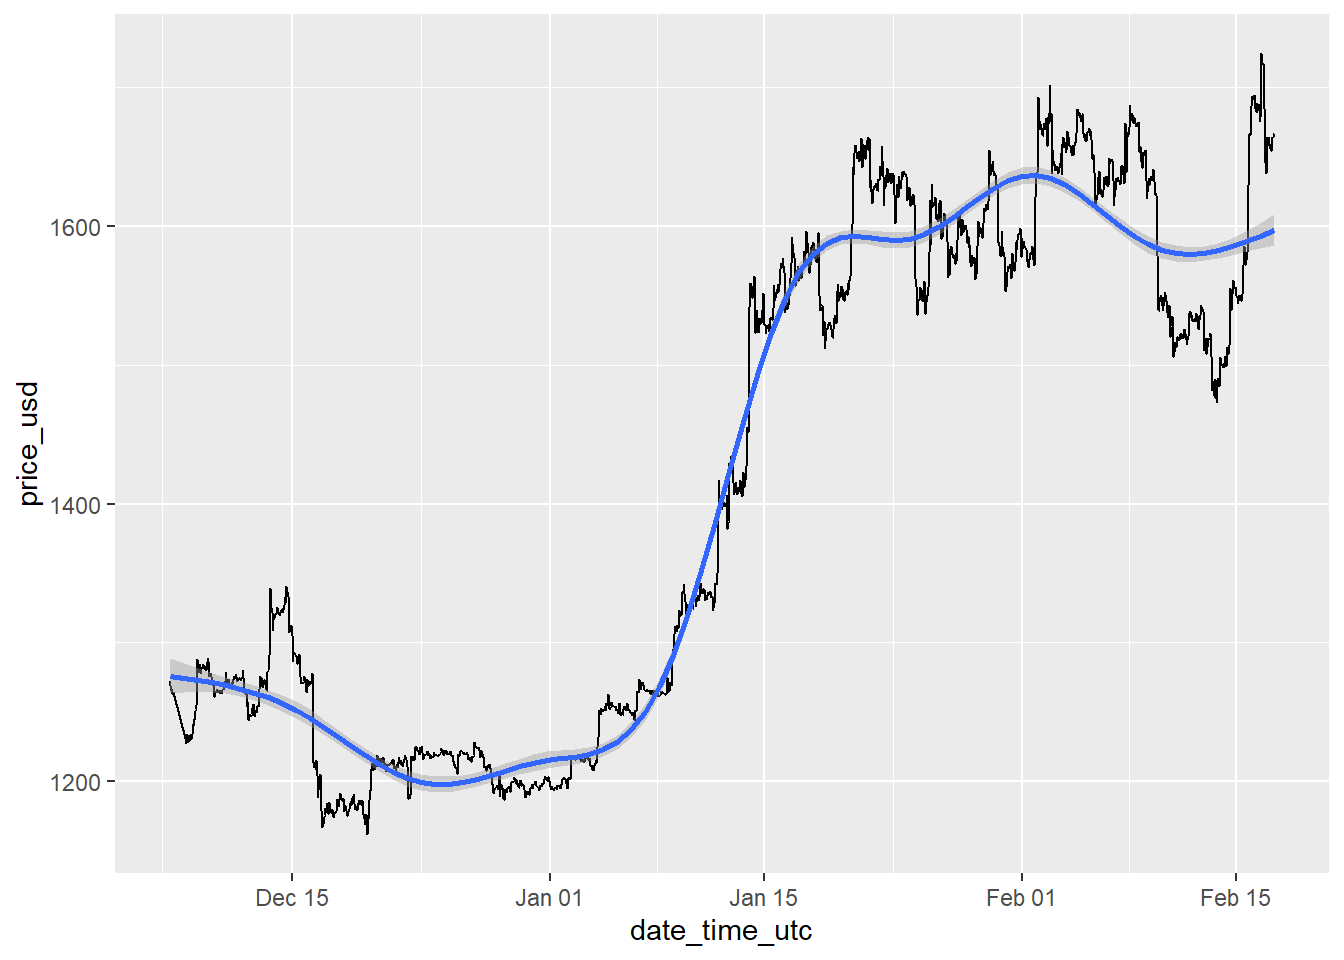 price_usd
1600
1400
1200
Dec 15
Jan 01
Jan 15
Feb 01
Feb 15
date_time_utc